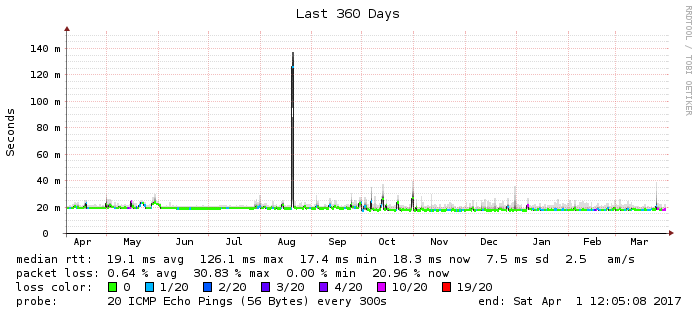 Last 360 Days
RRDTOOL / TOBI OETIKER
Seconds
140 m
120 m
100 m
80 m
60 m
40 m
20 m
0
Apr May Jun Jul Aug Sep Oct Nov Dec Jan Feb Mar
median rtt: 19.1 ms avg 126.1 ms max 17.4 ms min 18.3 ms now 7.5 ms sd 2.5 am/s
packet loss: 0.64 % avg 30.83 % max 0.00 % min 20.96 % now
loss color: 0 1/20 2/20 3/20 4/20 10/20 19/20
probe: 20 ICMP Echo Pings (56 Bytes) every 300s end: Sat Apr 1 12:05:08 2017